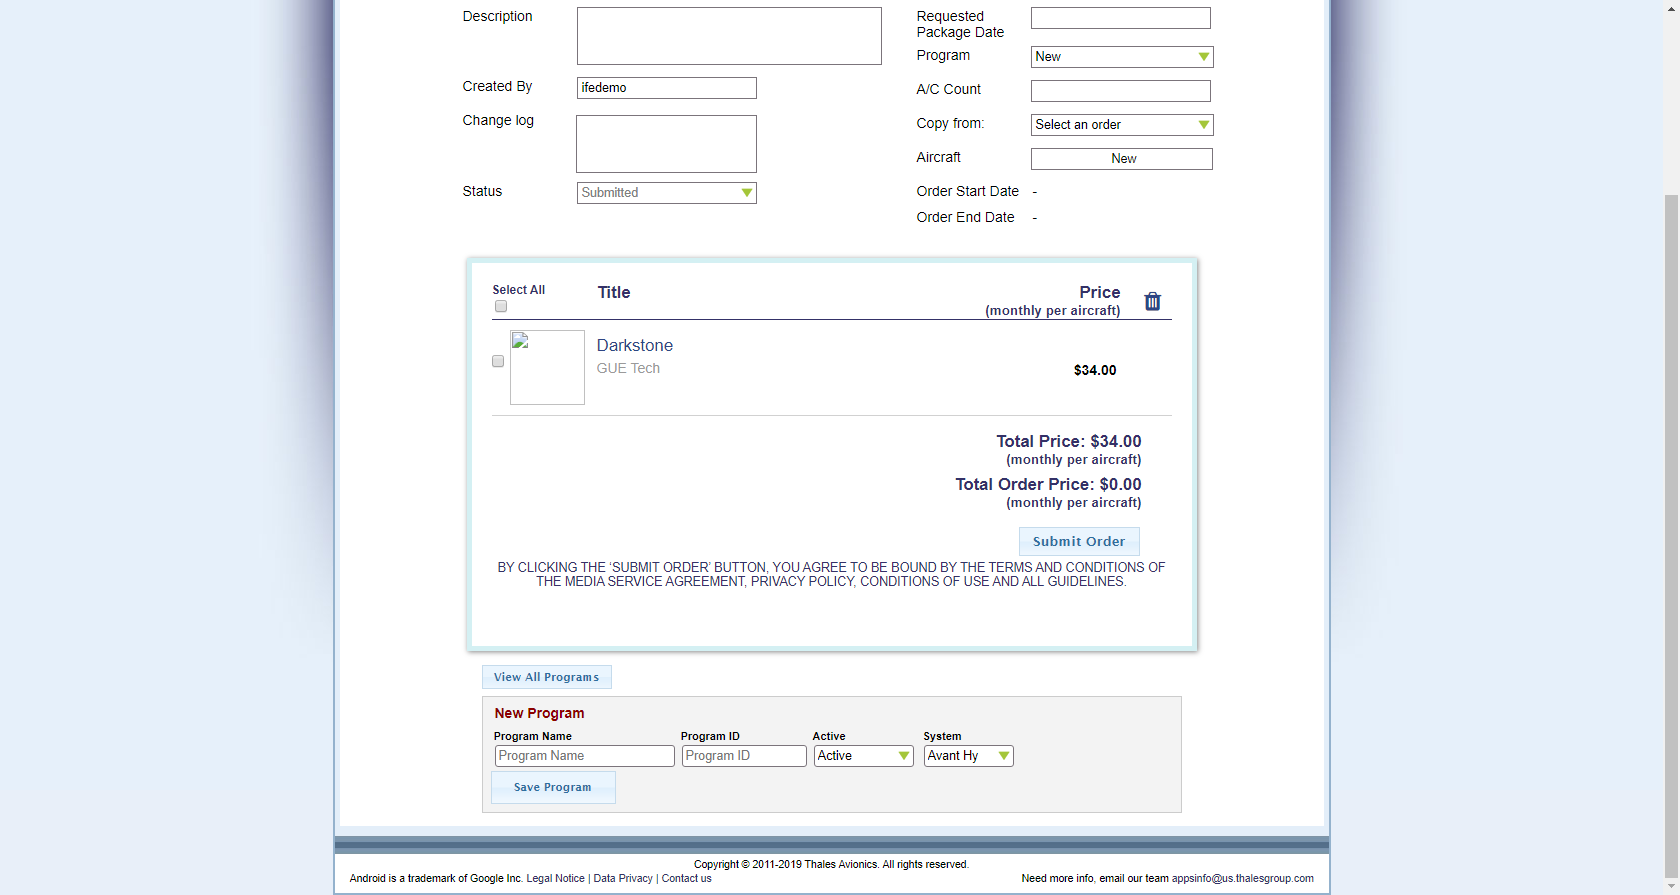 Description
Requested
Package Date
Program
New
Created By
ifedemo
A/C Count
Change log
Copy from:
Select an order
Aircraft
New
Status
Submitted
Order Start Date -
Order End Date -
Select All
Title
Price
(monthly per aircraft)
Darkstone
GUE Tech
$34.00
Total Price: $34.00
(monthly per aircraft)
Total Order Price: $0.00
(monthly per aircraft)
Submit Order
BY CLICKING THE ‘SUBMIT ORDER’ BUTTON, YOU AGREE TO BE BOUND BY THE TERMS AND CONDITIONS OF
THE MEDIA SERVICE AGREEMENT, PRIVACY POLICY, CONDITIONS OF USE AND ALL GUIDELINES.
View All Programs
New Program
Program Name Program ID Active System
Program Name Program ID Active Avant Hy
Save Program
Copyright © 2011-2019 Thales Avionics. All rights reserved.
Android is a trademark of Google Inc. Legal Notice | Data Privacy | Contact us
Need more info, email our team appsinfo@us.thalesgroup.com